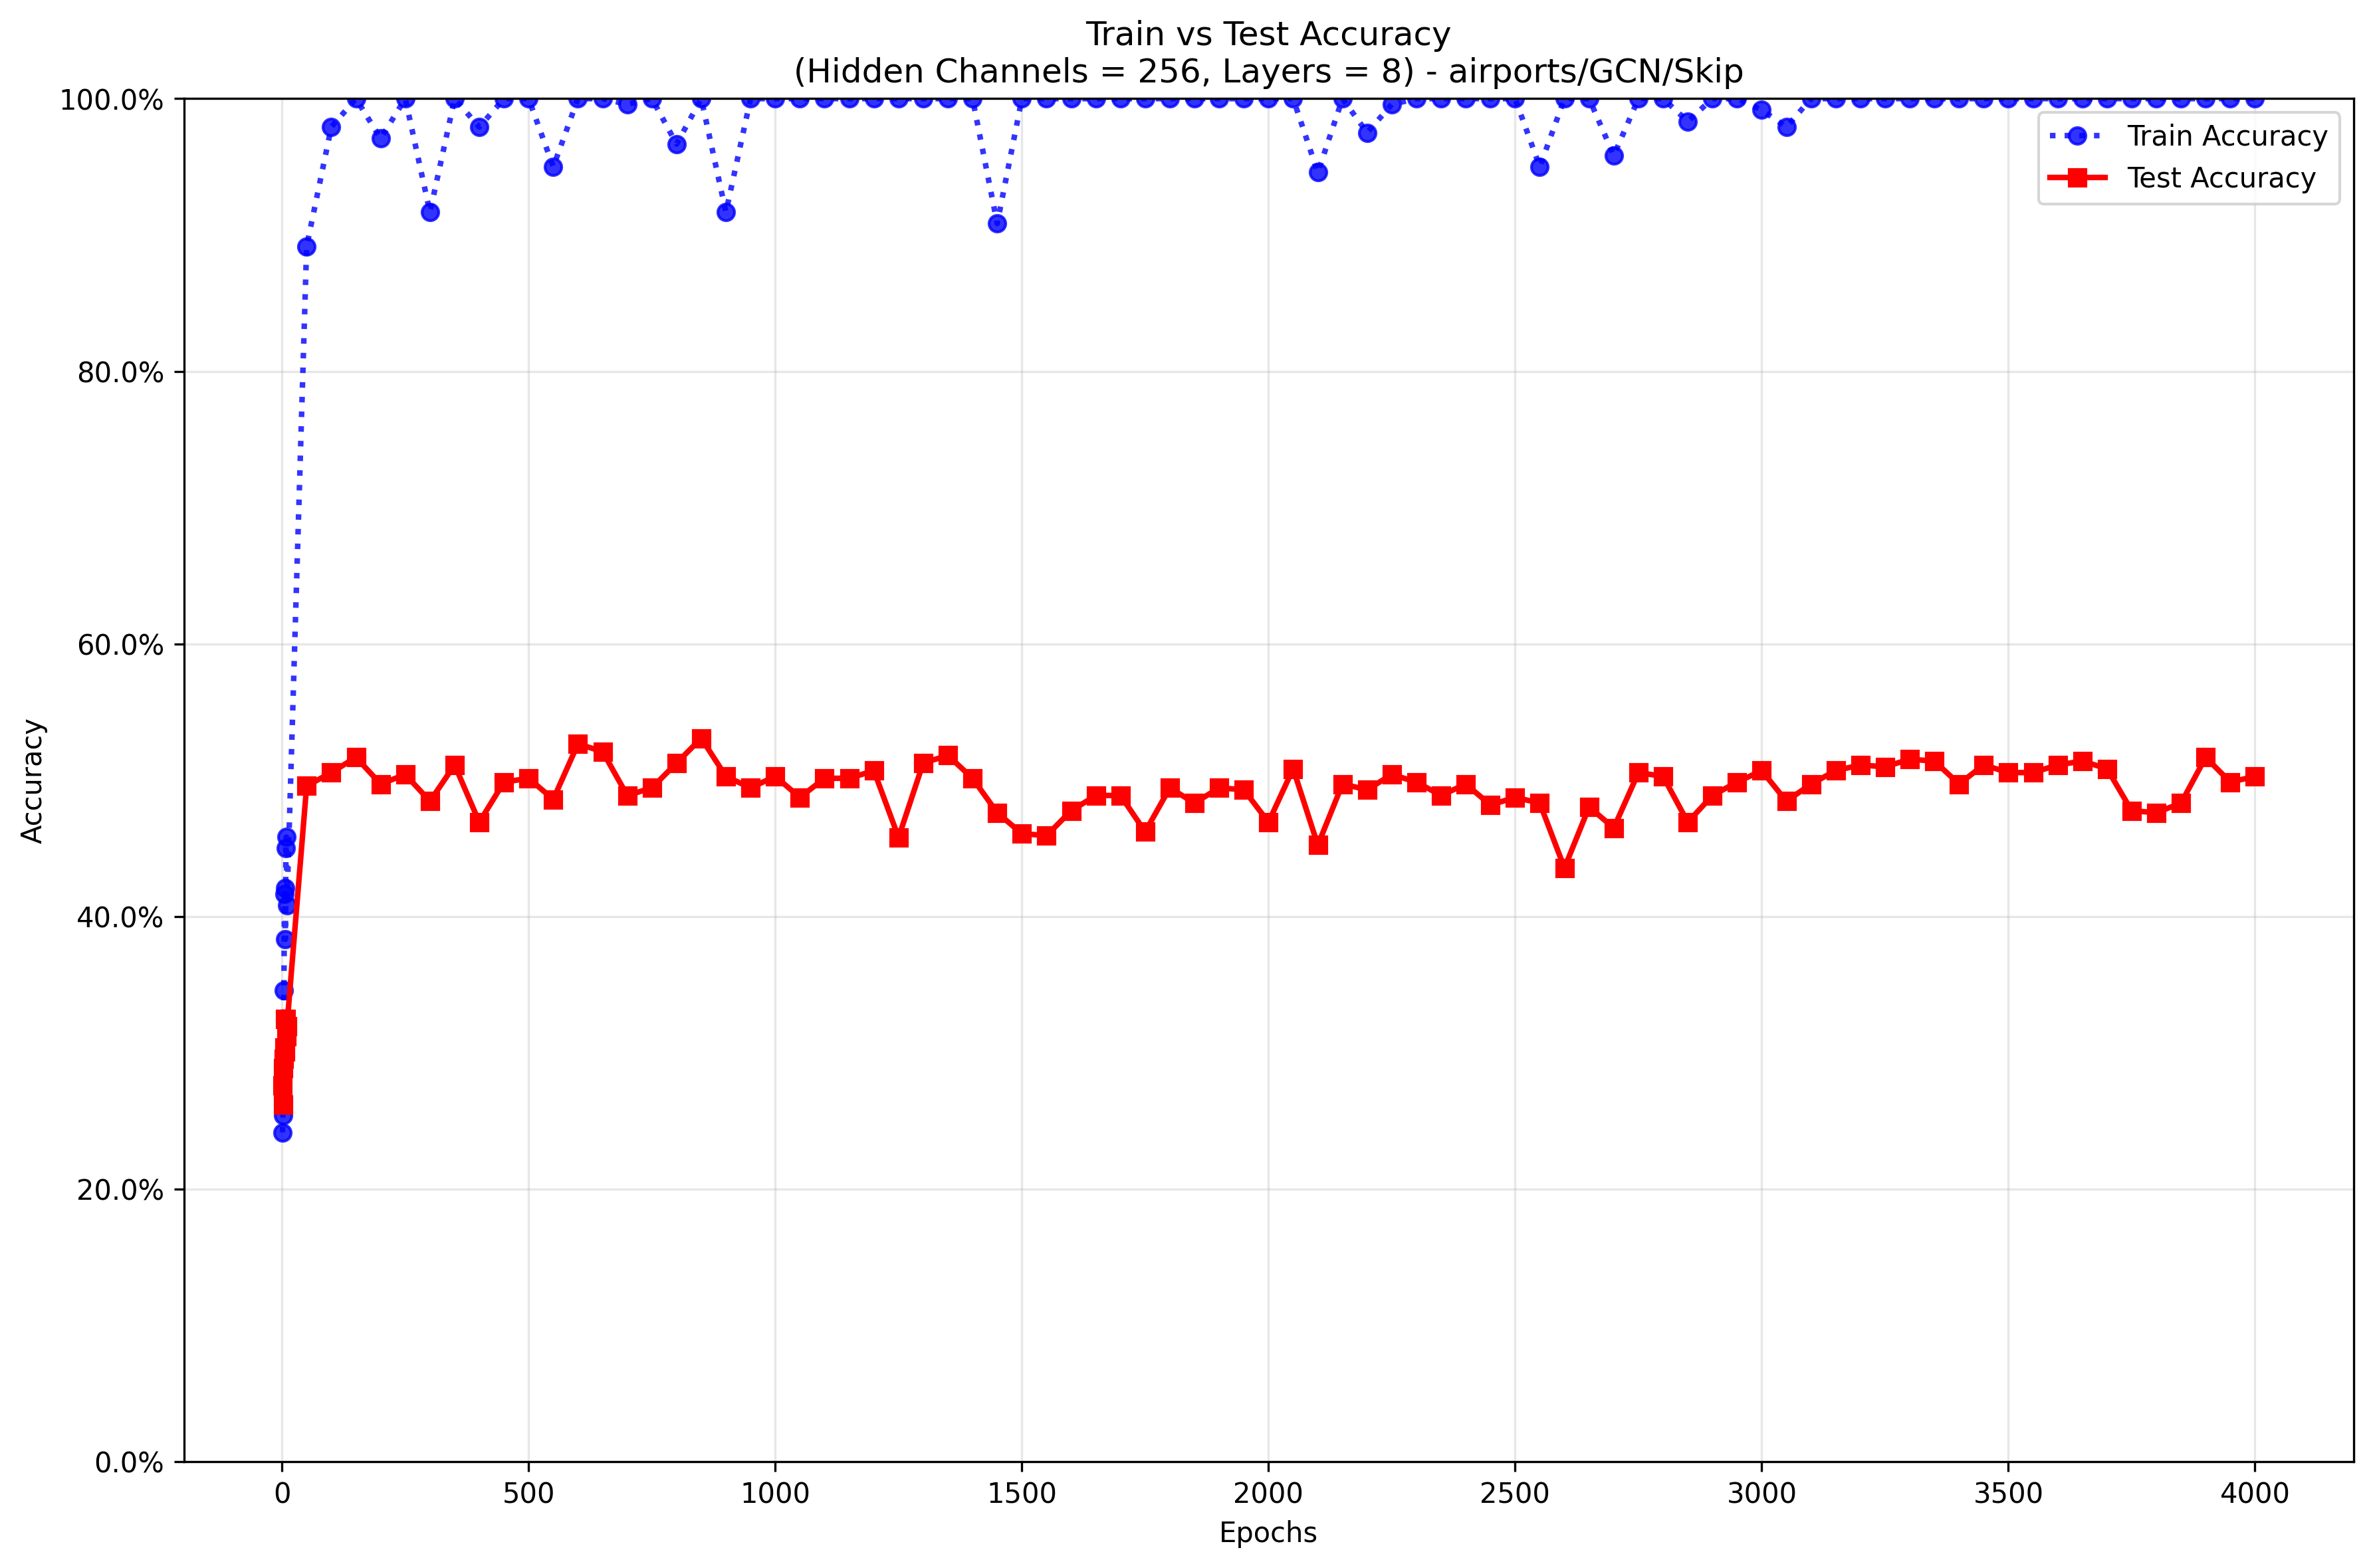 Train vs Test Accuracy
(Hidden Channels = 256, Layers = 8) - airports/GCN/Skip
100.0%
80.0%
60.0%
40.0%
20.0%
0.0%
Accuracy
Train Accuracy
Test Accuracy
0 500 1000 1500 2000 2500 3000 3500 4000
Epochs